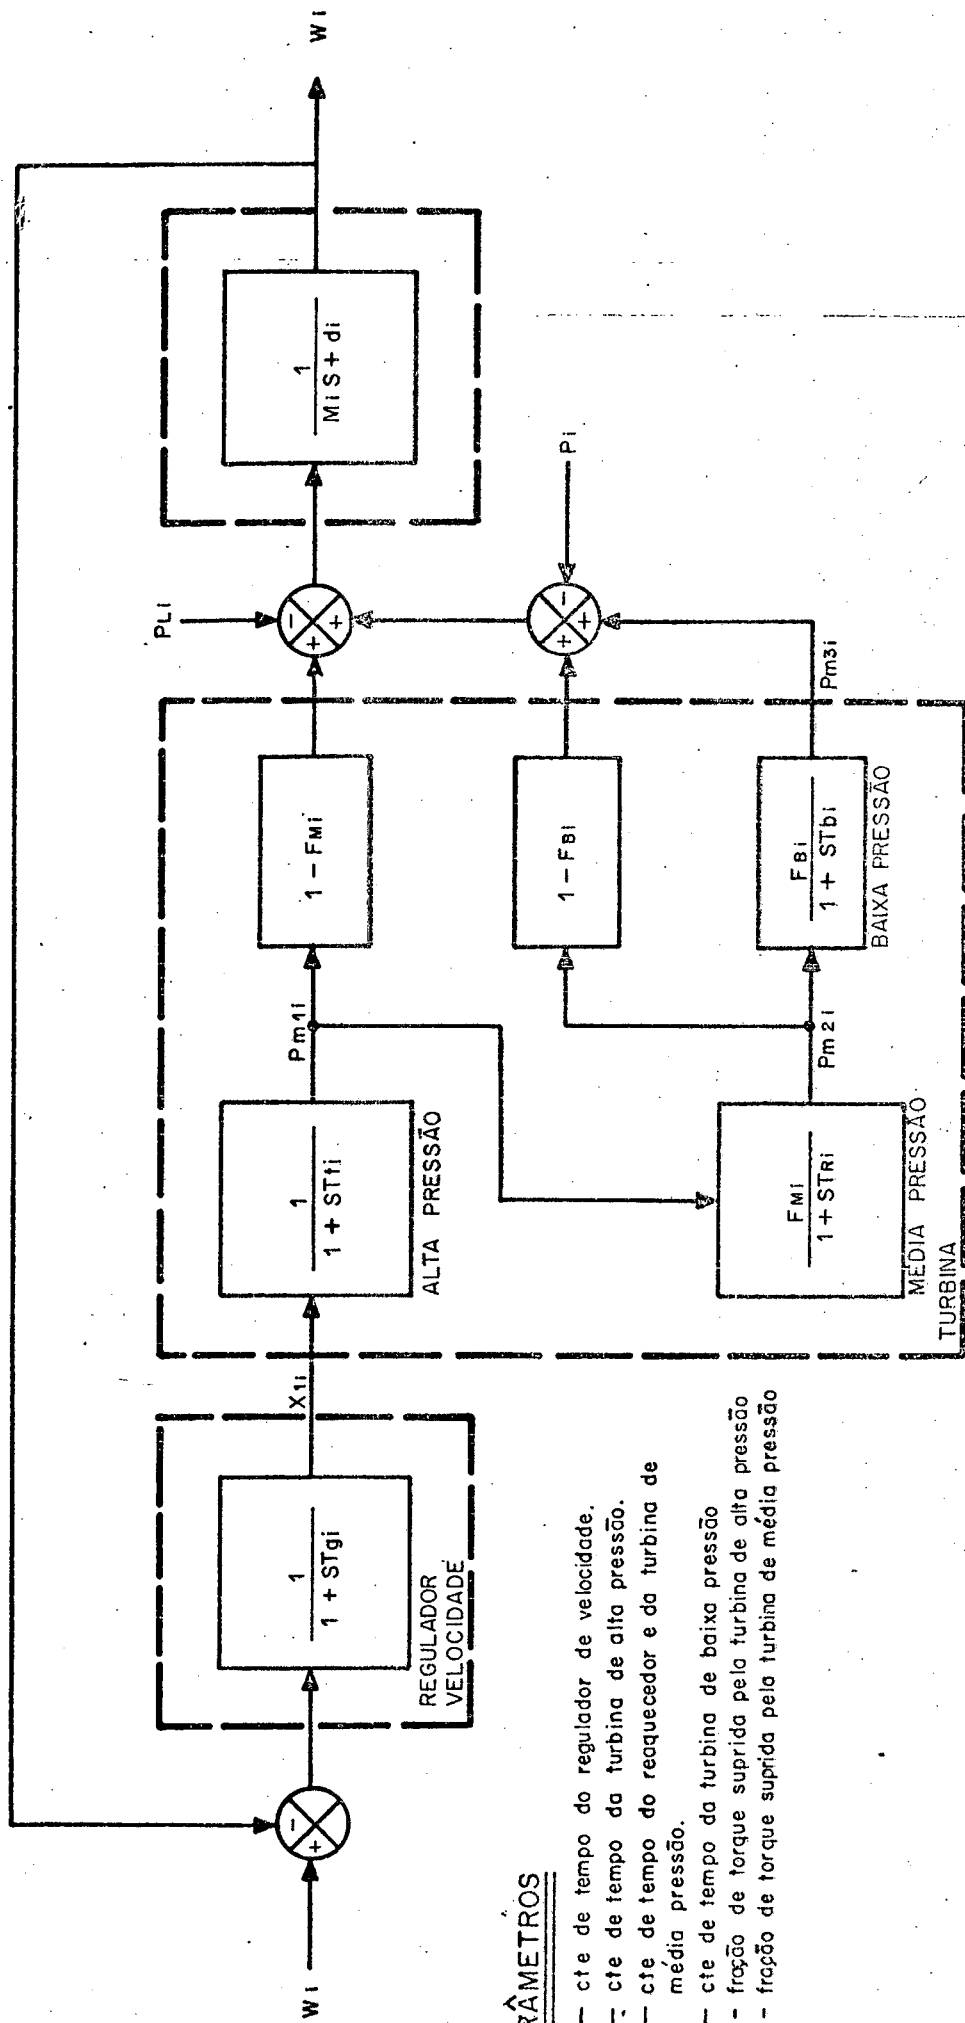 Wi
1
1 + STgi
REGULADOR
VELOCIDADE
X1i
1
1 + STti
ALTA PRESSÃO
Pm1i
1 - FMi
PLi
1
Mi S + di
Wi
FMi
1 + STRi
MÉDIA PRESSÃO
Pm2i
1 - FBi
FBi
1 + STbi
BAIXA PRESSÃO
Pm3i
Pi
TURBINA
RÂMETROS
— cte de tempo do regulador de velocidade.
— cte de tempo da turbina de alta pressão.
— cte de tempo do reaquecedor e da turbina de
média pressão.
— cte de tempo da turbina de baixa pressão
- fração de torque suprida pela turbina de alta pressão
- fração de torque suprida pela turbina de média pressão